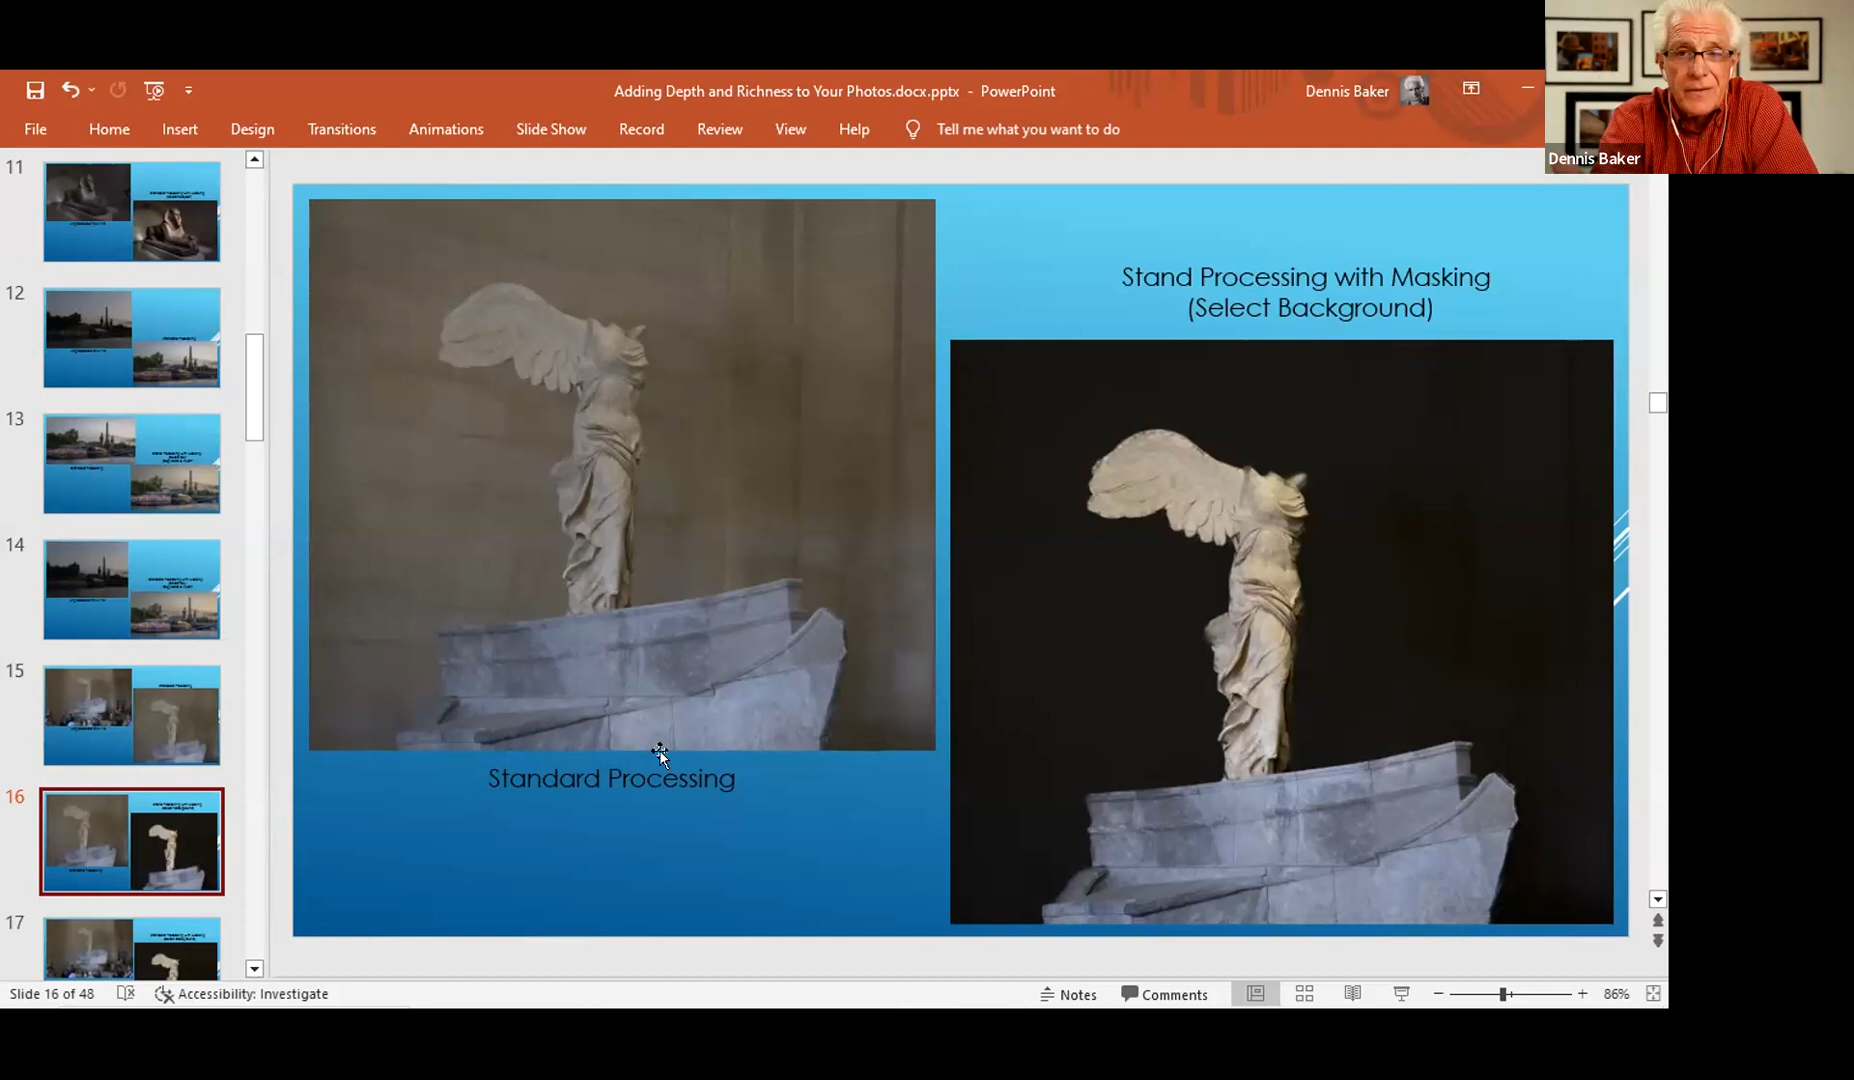 Adding Depth and Richness to Your Photos.docx.pptx - PowerPoint
Dennis Baker
File Home Insert Design Transitions Animations Slide Show Record Review View Help Tell me what you want to do
Dennis Baker
11
12
13
14
15
16
17
Stand Processing with Masking
(Select Background)
Standard Processing
Slide 16 of 48 Accessibility: Investigate Notes Comments 86%